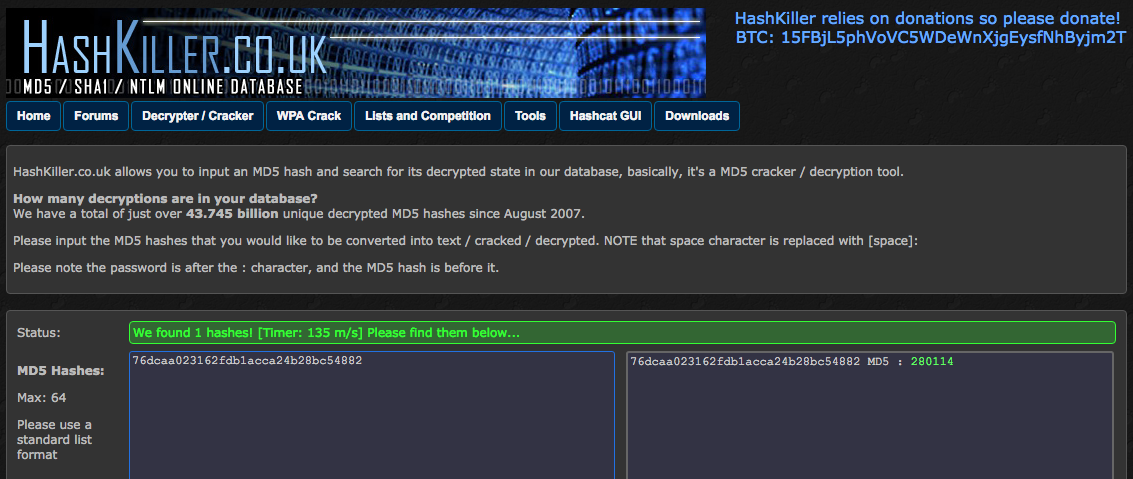 HASHKILLER.CO.UK
MD5 / SHA1 / NTLM ONLINE DATABASE
HashKiller relies on donations so please donate!
BTC: 15FBjL5phVoVC5WDeWnXjgEysfNhByjm2T
Home Forums Decrypter / Cracker WPA Crack Lists and Competition Tools Hashcat GUI Downloads
HashKiller.co.uk allows you to input an MD5 hash and search for its decrypted state in our database, basically, it's a MD5 cracker / decryption tool.
How many decryptions are in your database?
We have a total of just over 43.745 billion unique decrypted MD5 hashes since August 2007.
Please input the MD5 hashes that you would like to be converted into text / cracked / decrypted. NOTE that space character is replaced with [space]:
Please note the password is after the : character, and the MD5 hash is before it.
Status:
We found 1 hashes! [Timer: 135 m/s] Please find them below...
MD5 Hashes:
Max: 64
Please use a
standard list
format
76dcaa023162fdb1acca24b28bc54882
76dcaa023162fdb1acca24b28bc54882 MD5 : 280114